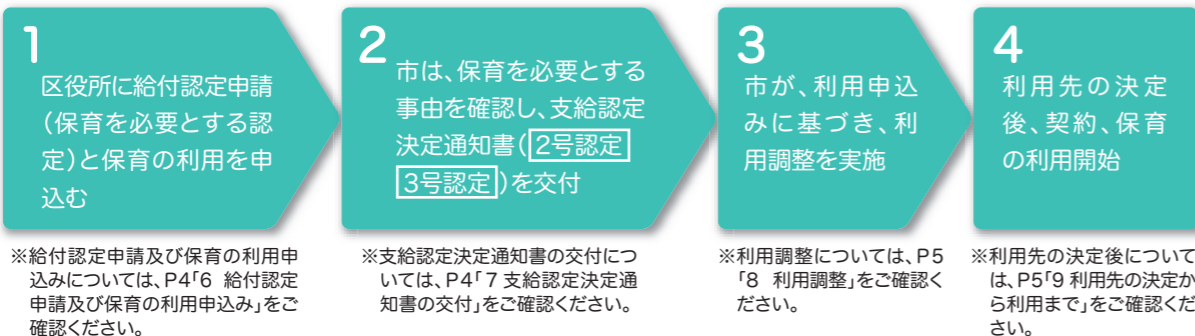 1
区役所に給付認定申請
(保育を必要とする認
定)と保育の利用を申
込む
2
市は、保育を必要とする
事由を確認し、支給認定
決定通知書(2号認定
3号認定)を交付
3
市が、利用申込
みに基づき、利
用調整を実施
4
利用先の決定
後、契約、保育
の利用開始
※給付認定申請及び保育の利用申
込みについては、P4「6 給付認定
申請及び保育の利用申込み」をご
確認ください。
※支給認定決定通知書の交付につ
いては、P4「7 支給認定決定通
知書の交付」をご確認ください。
※利用調整については、P5
「8 利用調整」をご確認く
ださい。
※利用先の決定後について
は、P5「9 利用先の決定か
ら利用まで」をご確認くだ
さい。